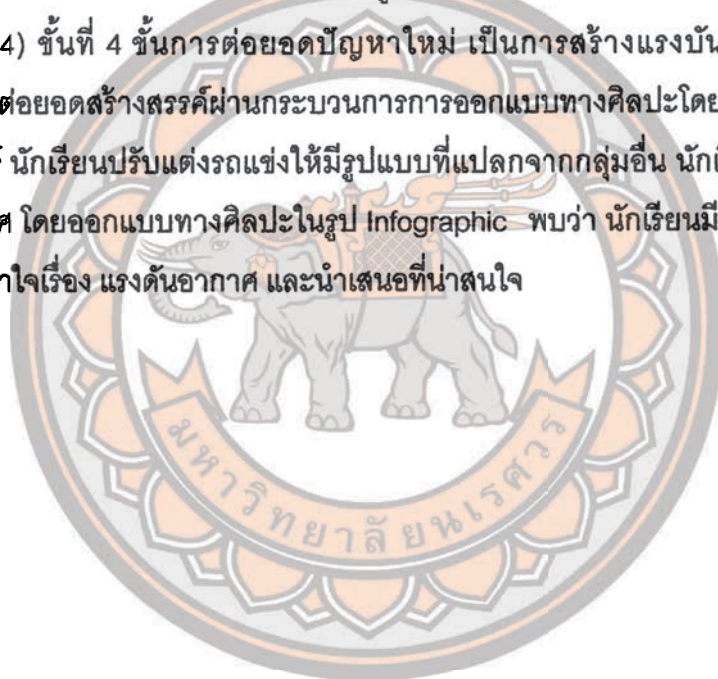 4) ขั้นที่ 4 ขั้นการต่อยอดปัญหาใหม่ เป็นการสร้างแรงบัน
ต่อยอดสร้างสรรค์ผ่านกระบวนการการออกแบบทางศิลปะโดย
นักเรียนปรับแต่งรถแข่งให้มีรูปแบบที่แปลกจากกลุ่มอื่น
โดยออกแบบทางศิลปะในรูป Infographic พบว่า นักเรียนมี
าใจเรื่อง แรงดันอากาศ และนำเสนอที่น่าสนใจ
มหาวิทยาลัยนเรศวร